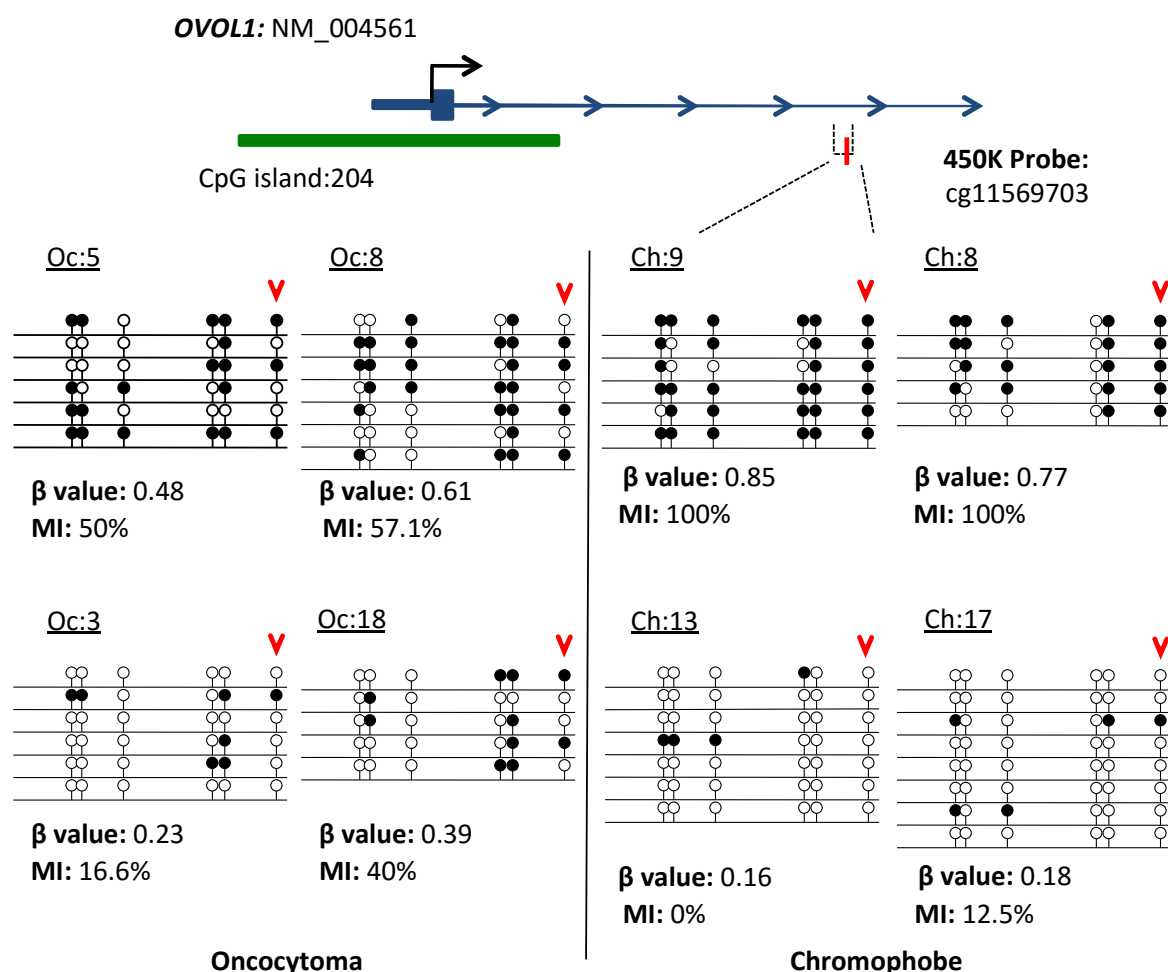 OVOL1: NM_004561
CpG island:204
450K Probe:
cg11569703
Oc:5
Oc:8
Ch:9
Ch:8
β value: 0.48
MI: 50%
β value: 0.61
MI: 57.1%
β value: 0.85
MI: 100%
β value: 0.77
MI: 100%
Oc:3
Oc:18
Ch:13
Ch:17
β value: 0.23
MI: 16.6%
β value: 0.39
MI: 40%
β value: 0.16
MI: 0%
β value: 0.18
MI: 12.5%
Oncocytoma
Chromophobe